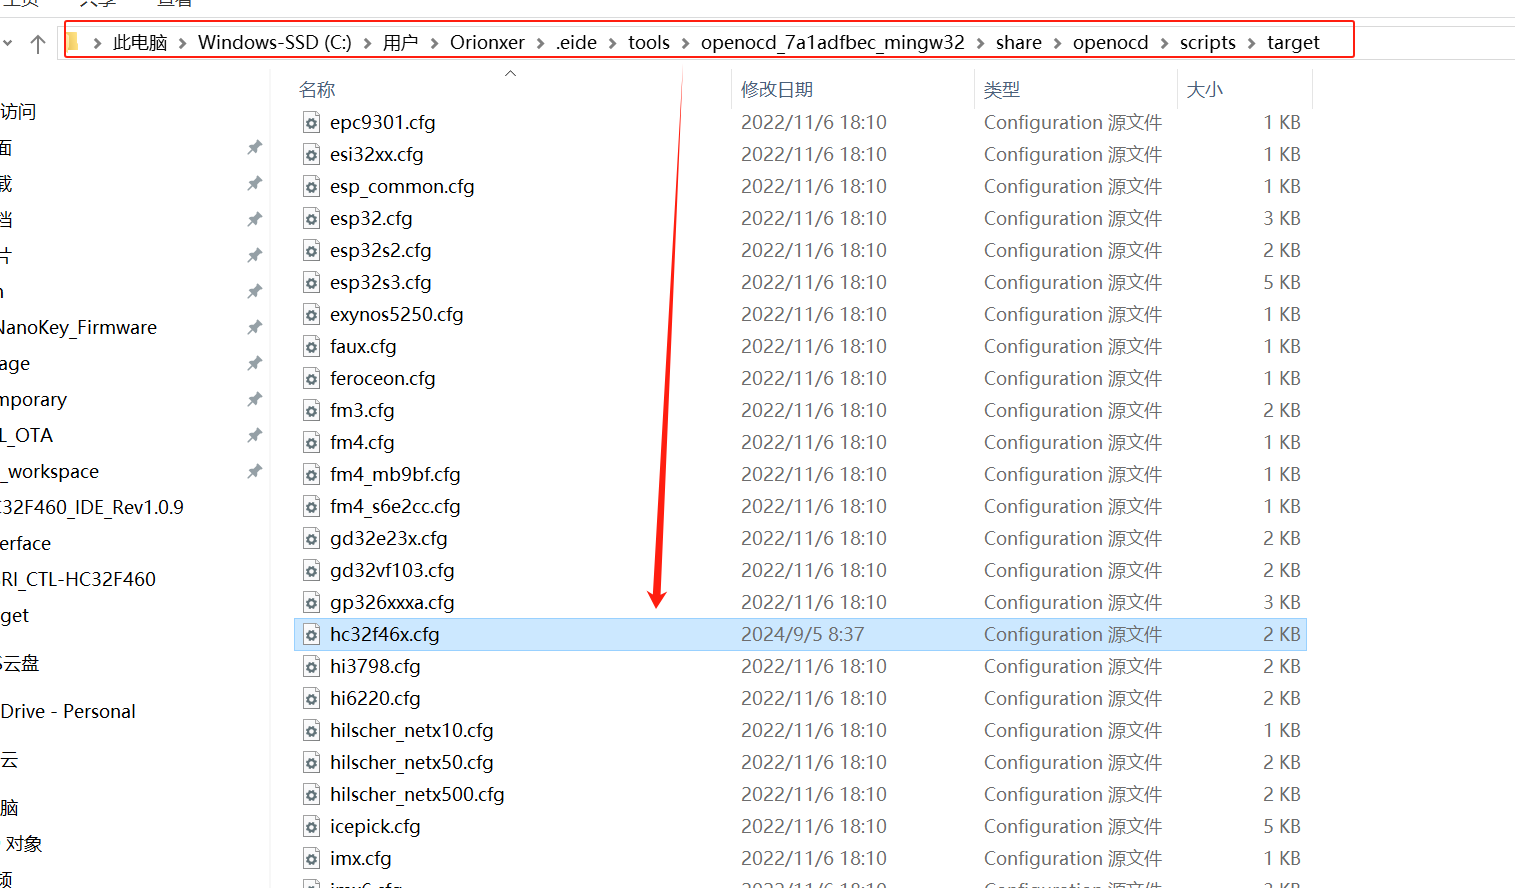 共享
查看
此电脑 > Windows-SSD (C:) > 用户 > Orionxer > .eide > tools > openocd_7a1adfbec_mingw32 > share > openocd > scripts > target
名称 修改日期 类型 大小
访问
面
载
档
片
NanoKey_Firmware
age
mporary
L_OTA
_workspace
C32F460_IDE_Rev1.0.9
erface
RI_CTL-HC32F460
get
S云盘
Drive - Personal
云
脑
对象
频
epc9301.cfg 2022/11/6 18:10 Configuration 源文件 1 KB
esi32xx.cfg 2022/11/6 18:10 Configuration 源文件 1 KB
esp_common.cfg 2022/11/6 18:10 Configuration 源文件 1 KB
esp32.cfg 2022/11/6 18:10 Configuration 源文件 3 KB
esp32s2.cfg 2022/11/6 18:10 Configuration 源文件 2 KB
esp32s3.cfg 2022/11/6 18:10 Configuration 源文件 5 KB
exynos5250.cfg 2022/11/6 18:10 Configuration 源文件 1 KB
faux.cfg 2022/11/6 18:10 Configuration 源文件 1 KB
feroceon.cfg 2022/11/6 18:10 Configuration 源文件 1 KB
fm3.cfg 2022/11/6 18:10 Configuration 源文件 2 KB
fm4.cfg 2022/11/6 18:10 Configuration 源文件 1 KB
fm4_mb9bf.cfg 2022/11/6 18:10 Configuration 源文件 1 KB
fm4_s6e2cc.cfg 2022/11/6 18:10 Configuration 源文件 1 KB
gd32e23x.cfg 2022/11/6 18:10 Configuration 源文件 2 KB
gd32vf103.cfg 2022/11/6 18:10 Configuration 源文件 2 KB
gp326xxxa.cfg 2022/11/6 18:10 Configuration 源文件 3 KB
hc32f46x.cfg 2024/9/5 8:37 Configuration 源文件 2 KB
hi3798.cfg 2022/11/6 18:10 Configuration 源文件 2 KB
hi6220.cfg 2022/11/6 18:10 Configuration 源文件 2 KB
hilscher_netx10.cfg 2022/11/6 18:10 Configuration 源文件 1 KB
hilscher_netx50.cfg 2022/11/6 18:10 Configuration 源文件 2 KB
hilscher_netx500.cfg 2022/11/6 18:10 Configuration 源文件 2 KB
icepick.cfg 2022/11/6 18:10 Configuration 源文件 5 KB
imx.cfg 2022/11/6 18:10 Configuration 源文件 1 KB